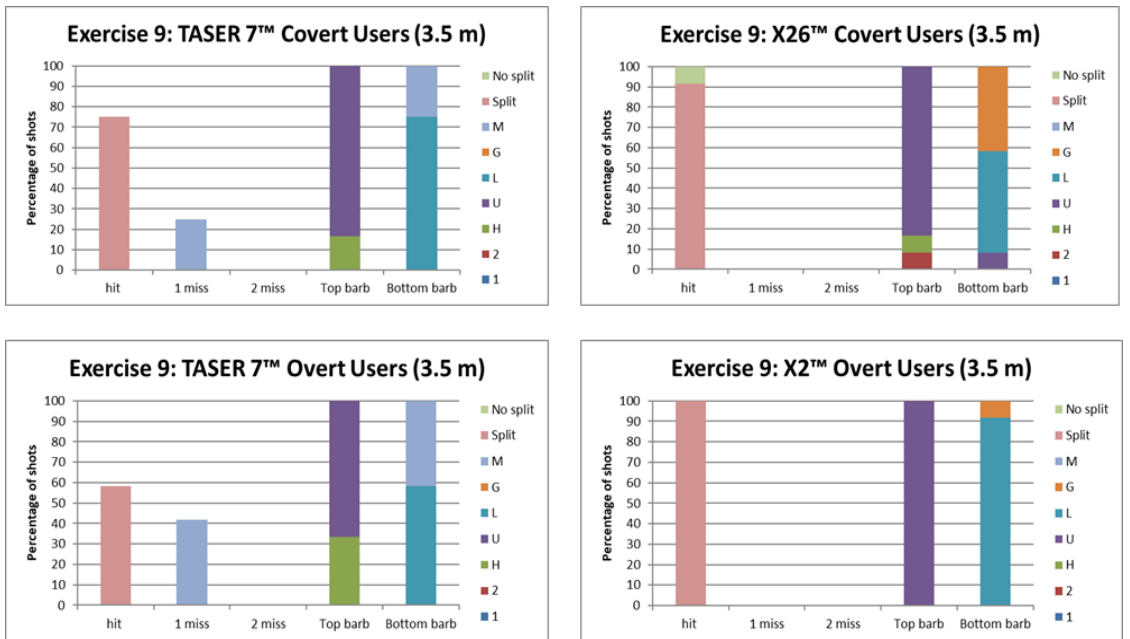 Exercise 9: TASER 7™ Covert Users (3.5 m)
Percentage of shots
100
90
80
70
60
50
40
30
20
10
0
hit 1 miss 2 miss Top barb Bottom barb
No split
Split
M
G
L
U
H
2
1
Exercise 9: X26™ Covert Users (3.5 m)
Percentage of shots
100
90
80
70
60
50
40
30
20
10
0
hit 1 miss 2 miss Top barb Bottom barb
No split
Split
M
G
L
U
H
2
1
Exercise 9: TASER 7™ Overt Users (3.5 m)
Percentage of shots
100
90
80
70
60
50
40
30
20
10
0
hit 1 miss 2 miss Top barb Bottom barb
No split
Split
M
G
L
U
H
2
1
Exercise 9: X2™ Overt Users (3.5 m)
Percentage of shots
100
90
80
70
60
50
40
30
20
10
0
hit 1 miss 2 miss Top barb Bottom barb
No split
Split
M
G
L
U
H
2
1